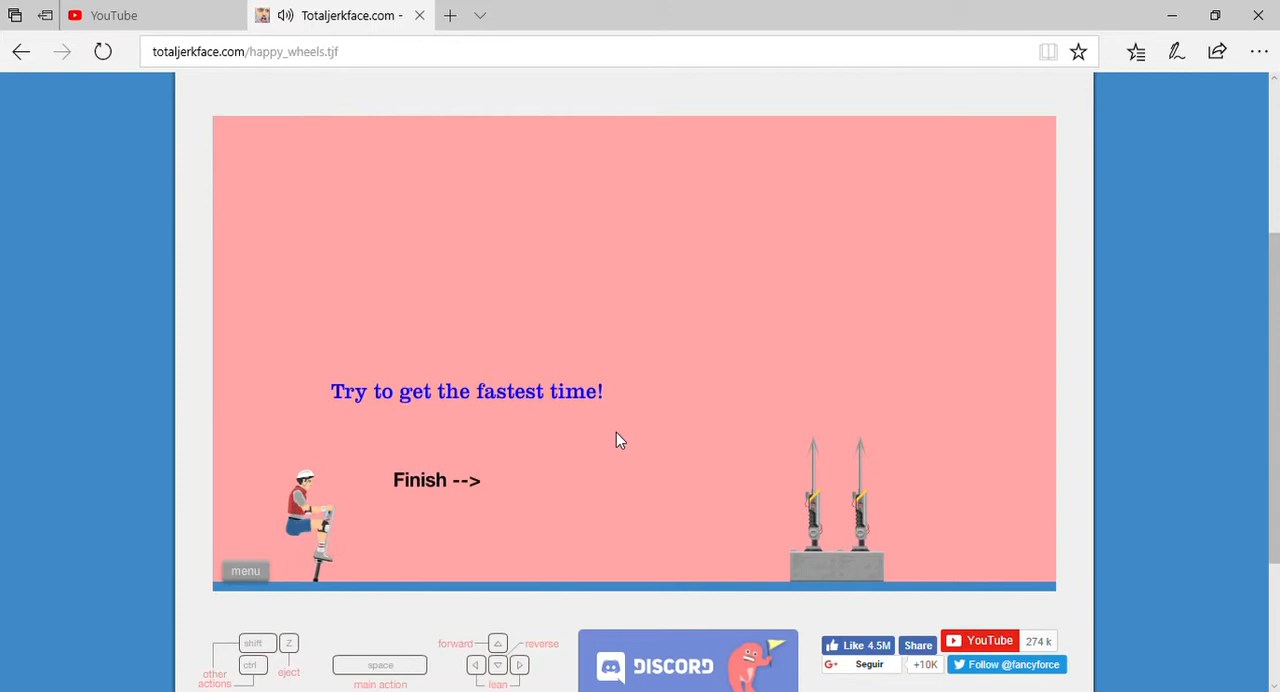 YouTube
Totaljerkface.com -
totaljerkface.com/happy_wheels.tjf
Try to get the fastest time!
Finish -->
menu
shift Z
ctrl
other actions
eject
space
main action
forward
reverse
lean
DISCORD
Like 4.5M Share
YouTube 274 k
G+ Seguir +10K
Follow @fancyforce